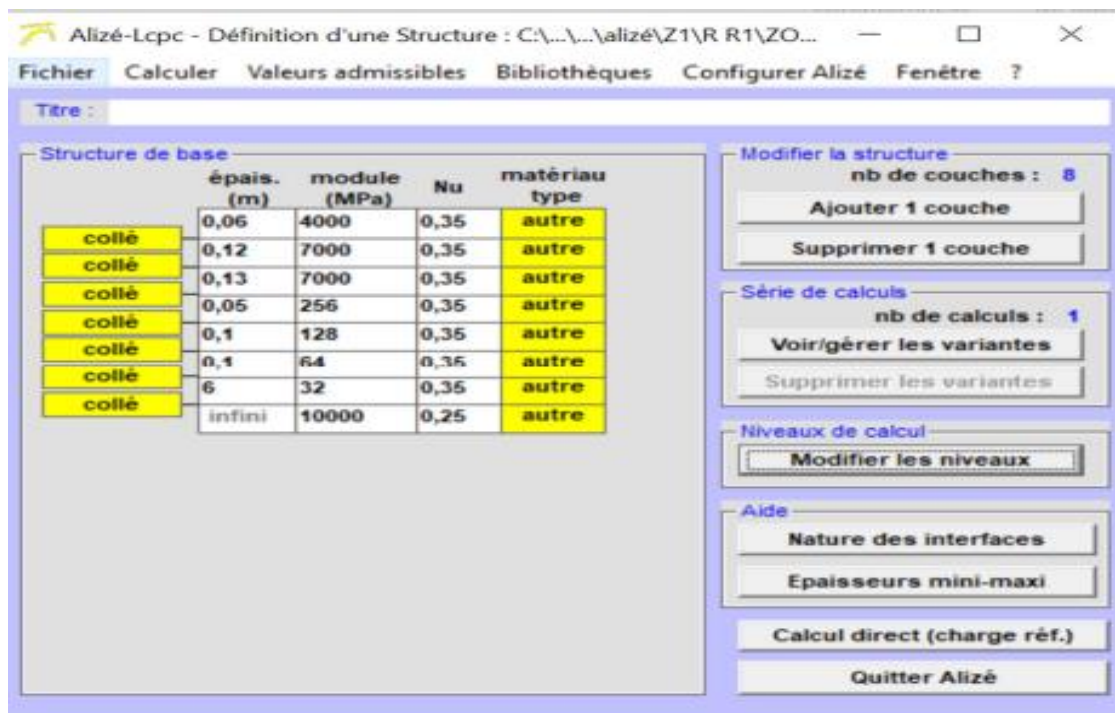 Alizé-Lcpc - Définition d'une Structure : C:\...\...\alizé\Z1\R R1\ZO...
Fichier Calculer Valeurs admissibles Bibliothèques Configurer Alizé Fenêtre ?
Titre :
Structure de base
épais. (m) module (MPa) Nu matériau type
0,06 4000 0,35 autre
collé
0,12 7000 0,35 autre
collé
0,13 7000 0,35 autre
collé
0,05 256 0,35 autre
collé
0,1 128 0,35 autre
collé
0,1 64 0,35 autre
collé
6 32 0,35 autre
collé
infini 10000 0,25 autre
Modifier la structure
nb de couches : 8
Ajouter 1 couche
Supprimer 1 couche
Série de calculs
nb de calculs : 1
Voir/gérer les variantes
Supprimer les variantes
Niveaux de calcul
Modifier les niveaux
Aide
Nature des interfaces
Epaisseurs mini-maxi
Calcul direct (charge réf.)
Quitter Alizé